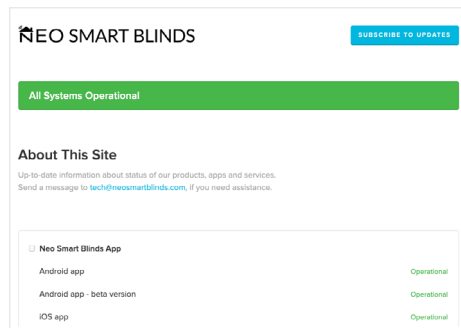 NEO SMART BLINDS
SUBSCRIBE TO UPDATES
All Systems Operational
About This Site
Up-to-date information about status of our products, apps and services.
Send a message to tech@neosmartblinds.com, if you need assistance.
Neo Smart Blinds App
Android app Operational
Android app - beta version Operational
iOS app Operational